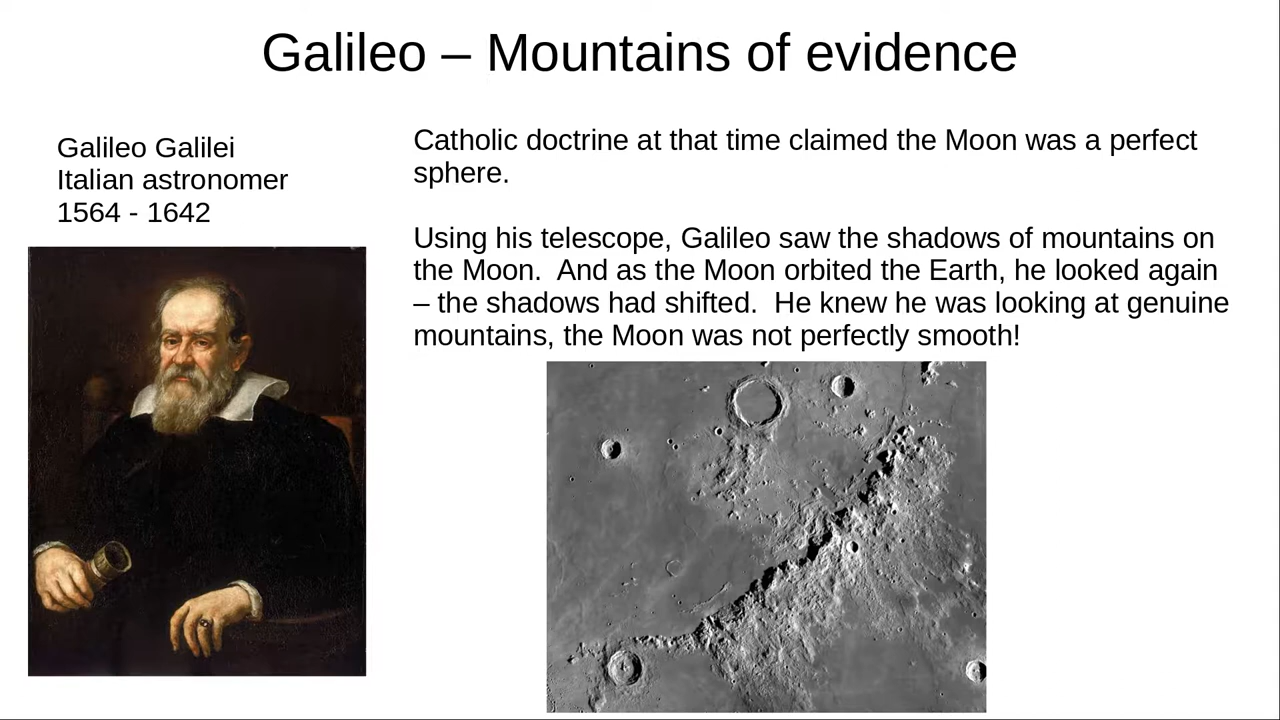 Galileo – Mountains of evidence
Galileo Galilei
Italian astronomer
1564 - 1642
Catholic doctrine at that time claimed the Moon was a perfect
sphere.
Using his telescope, Galileo saw the shadows of mountains on
the Moon.  And as the Moon orbited the Earth, he looked again
– the shadows had shifted.  He knew he was looking at genuine
mountains, the Moon was not perfectly smooth!